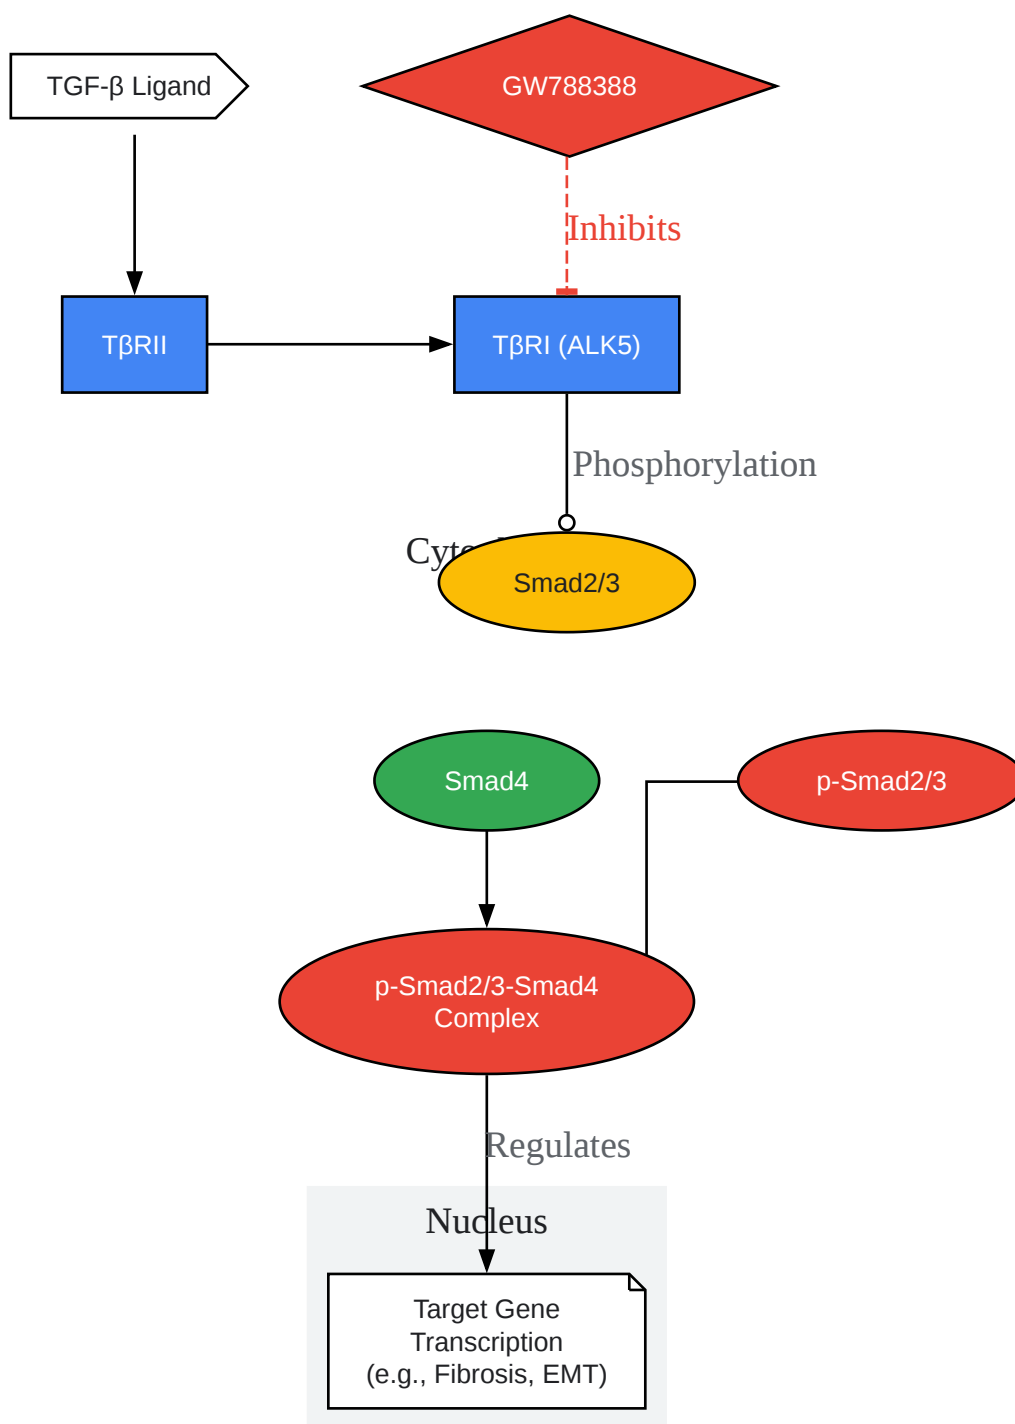 TGF-β Ligand
GW788388
Inhibits
TβRII
TβRI (ALK5)
Phosphorylation
Smad2/3
Smad4
p-Smad2/3
p-Smad2/3-Smad4
Complex
Regulates
Nucleus
Target Gene
Transcription
(e.g., Fibrosis, EMT)